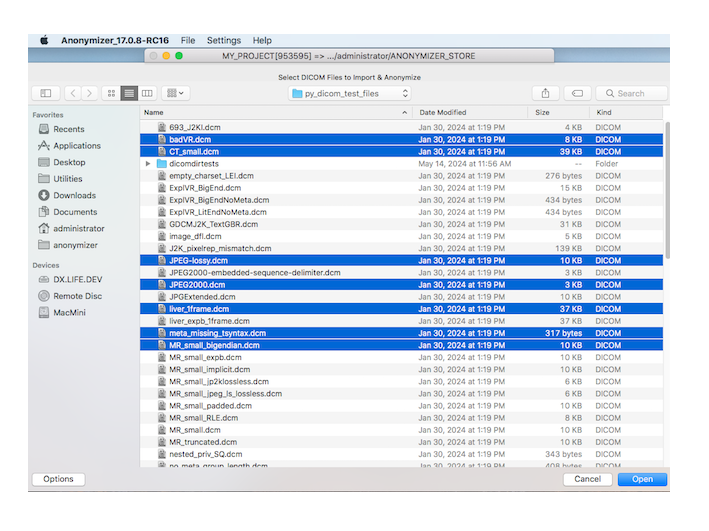 Anonymizer_17.0.8-RC16 File Settings Help
MY_PROJECT[953595] => .../administrator/ANONYMIZER_STORE
Select DICOM Files to Import & Anonymize
py_dicom_test_files Search
Favorites
Recents
Applications
Desktop
Utilities
Downloads
Documents
administrator
anonymizer
Devices
DX.LIFE.DEV
Remote Disc
MacMini
Name Date Modified Size Kind
693_J2KI.dcm Jan 30, 2024 at 1:19 PM 4 KB DICOM
badVR.dcm Jan 30, 2024 at 1:19 PM 8 KB DICOM
CT_small.dcm Jan 30, 2024 at 1:19 PM 39 KB DICOM
dicomdirtests May 14, 2024 at 11:56 AM -- Folder
empty_charset_LEI.dcm Jan 30, 2024 at 1:19 PM 276 bytes DICOM
ExplVR_BigEnd.dcm Jan 30, 2024 at 1:19 PM 15 KB DICOM
ExplVR_BigEndNoMeta.dcm Jan 30, 2024 at 1:19 PM 434 bytes DICOM
ExplVR_LitEndNoMeta.dcm Jan 30, 2024 at 1:19 PM 434 bytes DICOM
GDCMJ2K_TextGBR.dcm Jan 30, 2024 at 1:19 PM 31 KB DICOM
image_dfl.dcm Jan 30, 2024 at 1:19 PM 5 KB DICOM
J2K_pixelrep_mismatch.dcm Jan 30, 2024 at 1:19 PM 139 KB DICOM
JPEG-lossy.dcm Jan 30, 2024 at 1:19 PM 10 KB DICOM
JPEG2000-embedded-sequence-delimiter.dcm Jan 30, 2024 at 1:19 PM 3 KB DICOM
JPEG2000.dcm Jan 30, 2024 at 1:19 PM 3 KB DICOM
JPGExtended.dcm Jan 30, 2024 at 1:19 PM 10 KB DICOM
liver_1frame.dcm Jan 30, 2024 at 1:19 PM 37 KB DICOM
liver_expb_1frame.dcm Jan 30, 2024 at 1:19 PM 37 KB DICOM
meta_missing_tsyntax.dcm Jan 30, 2024 at 1:19 PM 317 bytes DICOM
MR_small_bigendian.dcm Jan 30, 2024 at 1:19 PM 10 KB DICOM
MR_small_expb.dcm Jan 30, 2024 at 1:19 PM 10 KB DICOM
MR_small_implicit.dcm Jan 30, 2024 at 1:19 PM 10 KB DICOM
MR_small_jp2klossless.dcm Jan 30, 2024 at 1:19 PM 6 KB DICOM
MR_small_jpeg_ls_lossless.dcm Jan 30, 2024 at 1:19 PM 6 KB DICOM
MR_small_padded.dcm Jan 30, 2024 at 1:19 PM 10 KB DICOM
MR_small_RLE.dcm Jan 30, 2024 at 1:19 PM 8 KB DICOM
MR_small.dcm Jan 30, 2024 at 1:19 PM 10 KB DICOM
MR_truncated.dcm Jan 30, 2024 at 1:19 PM 10 KB DICOM
nested_priv_SQ.dcm Jan 30, 2024 at 1:19 PM 343 bytes DICOM
no_meta_group_length.dcm Jan 30, 2024 at 1:19 PM 408 bytes DICOM
Options Cancel Open